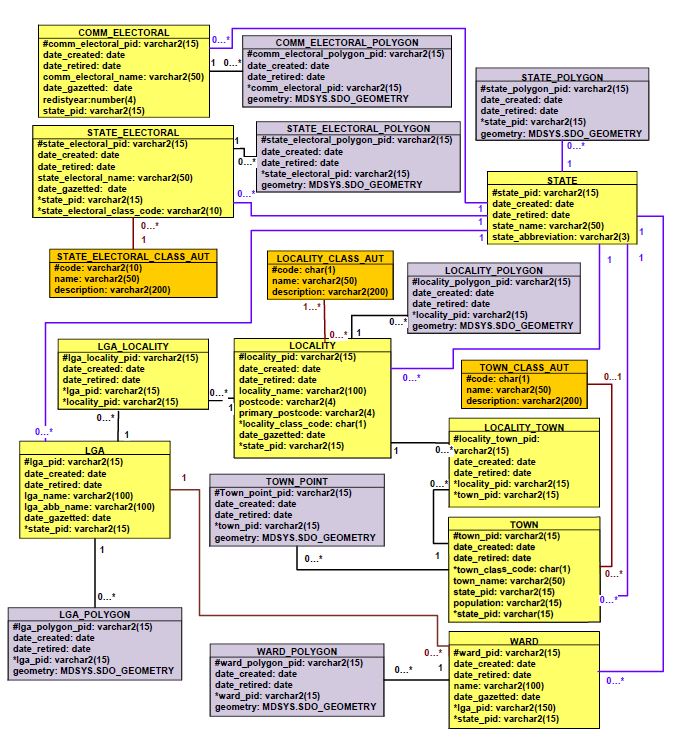 COMM_ELECTORAL
#comm_electoral_pid: varchar2(15)
date_created: date
date_retired: date
comm_electoral_name: varchar2(50)
date_gazetted:  date
redistyear:number(4)
state_pid: varchar2(15)
0...*
1
0...*
COMM_ELECTORAL_POLYGON
#comm_electoral_polygon_pid: varchar2(15)
date_created: date
date_retired: date
*comm_electoral_pid: varchar2(15)
geometry: MDSYS.SDO_GEOMETRY
STATE_POLYGON
#state_polygon_pid: varchar2(15)
date_created: date
date_retired: date
*state_pid: varchar2(15)
geometry: MDSYS.SDO_GEOMETRY
0...*
1
STATE_ELECTORAL
#state_electoral_pid: varchar2(15)
date_created: date
date_retired: date
state_electoral_name: varchar2(50)
date_gazetted:  date
*state_pid: varchar2(15)
*state_electoral_class_code: varchar2(10)
1
0...*
0...*
0...*
1
STATE_ELECTORAL_POLYGON
#state_electoral_polygon_pid: varchar2(15)
date_created: date
date_retired: date
*state_electoral_pid: varchar2(15)
geometry: MDSYS.SDO_GEOMETRY
STATE
#state_pid: varchar2(15)
date_created: date
date_retired: date
state_name: varchar2(50)
state_abbreviation: varchar2(3)
1
1
1
1
1
1
STATE_ELECTORAL_CLASS_AUT
#code: varchar2(10)
name: varchar2(50)
description: varchar2(200)
LOCALITY_CLASS_AUT
#code: char(1)
name: varchar2(50)
description: varchar2(200)
1...*
0...*
LOCALITY_POLYGON
#locality_polygon_pid: varchar2(15)
date_created: date
date_retired: date
*locality_pid: varchar2(15)
geometry: MDSYS.SDO_GEOMETRY
0...*
1
LGA_LOCALITY
#lga_locality_pid: varchar2(15)
date_created: date
date_retired: date
*lga_pid: varchar2(15)
*locality_pid: varchar2(15)
0...*
1
0...*
1
0...*
LOCALITY
#locality_pid: varchar2(15)
date_created: date
date_retired: date
locality_name: varchar2(100)
postcode: varchar2(4)
primary_postcode: varchar2(4)
*locality_class_code: char(1)
date_gazetted: date
*state_pid: varchar2(15)
0...*
1
TOWN_CLASS_AUT
#code: char(1)
name: varchar2(50)
description: varchar2(200)
0...1
LOCALITY_TOWN
#locality_town_pid:
varchar2(15)
date_created: date
date_retired: date
*locality_pid: varchar2(15)
*town_pid: varchar2(15)
0...*
0...*
1
LGA
#lga_pid: varchar2(15)
date_created: date
date_retired: date
lga_name: varchar2(100)
lga_abb_name: varchar2(100)
date_gazetted: date
*state_pid: varchar2(15)
1
1
0...*
TOWN_POINT
#Town_point_pid: varchar2(15)
date_created: date
date_retired: date
*town_pid: varchar2(15)
geometry: MDSYS.SDO_GEOMETRY
0...*
TOWN
#town_pid: varchar2(15)
date_created: date
date_retired: date
*town_class_code: char(1)
town_name: varchar2(50)
state_pid: varchar2(15)
population: varchar2(15)
*state_pid: varchar2(15)
0...*
0...*
LGA_POLYGON
#lga_polygon_pid: varchar2(15)
date_created: date
date_retired: date
*lga_pid: varchar2(15)
geometry: MDSYS.SDO_GEOMETRY
WARD_POLYGON
#ward_polygon_pid: varchar2(15)
date_created: date
date_retired: date
*ward_pid: varchar2(15)
geometry: MDSYS.SDO_GEOMETRY
0...*
0...*
1
WARD
#ward_pid: varchar2(15)
date_created: date
date_retired: date
name: varchar2(100)
date_gazetted: date
*lga_pid: varchar2(150)
*state_pid: varchar2(15)
0...*